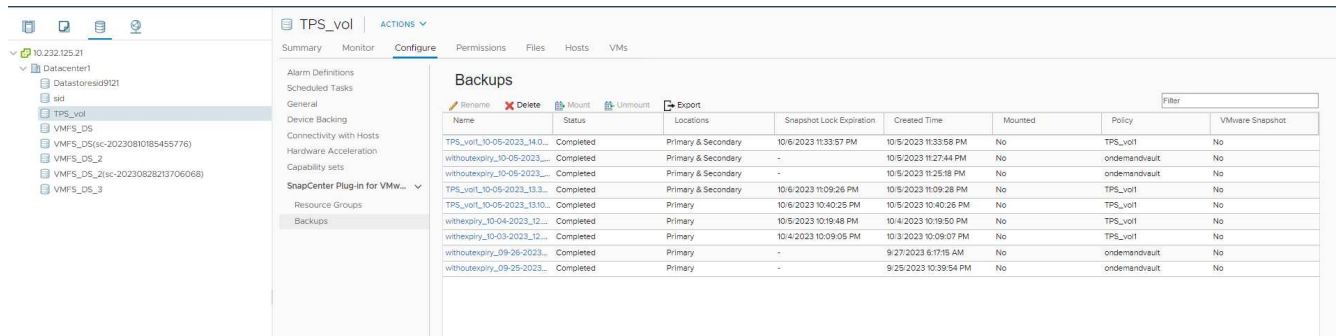 TPS_vol ACTIONS
Summary Monitor Configure Permissions Files Hosts VMs
10.232.125.21
Datacenter1
Datastoresid9121
sid
TPS_vol
VMFS_DS
VMFS_DS(sc-20230810185455776)
VMFS_DS_2
VMFS_DS_2(sc-20230828213706068)
VMFS_DS_3
Alarm Definitions
Scheduled Tasks
General
Device Backing
Connectivity with Hosts
Hardware Acceleration
Capability sets
SnapCenter Plug-in for VMw...
Resource Groups
Backups
Backups
Rename Delete Mount Unmount Export Filter
Name Status Locations Snapshot Lock Expiration Created Time Mounted Policy VMware Snapshot
TPS_vol1_10-05-2023_14.0... Completed Primary & Secondary 10/6/2023 11:33:57 PM 10/5/2023 11:33:58 PM No TPS_vol1 No
withoutexpiry_10-05-2023_... Completed Primary & Secondary - 10/5/2023 11:27:44 PM No ondemandvault No
withoutexpiry_10-05-2023_... Completed Primary & Secondary - 10/5/2023 11:25:18 PM No ondemandvault No
TPS_vol1_10-05-2023_13.3... Completed Primary & Secondary 10/6/2023 11:09:26 PM 10/5/2023 11:09:28 PM No TPS_vol1 No
TPS_vol1_10-05-2023_13.10... Completed Primary 10/6/2023 10:40:25 PM 10/5/2023 10:40:26 PM No TPS_vol1 No
withexpiry_10-04-2023_12.... Completed Primary 10/5/2023 10:19:48 PM 10/4/2023 10:19:50 PM No TPS_vol1 No
withexpiry_10-03-2023_12.... Completed Primary 10/4/2023 10:09:05 PM 10/3/2023 10:09:07 PM No TPS_vol1 No
withoutexpiry_09-26-2023... Completed Primary - 9/27/2023 6:17:15 AM No ondemandvault No
withoutexpiry_09-25-2023... Completed Primary - 9/25/2023 10:39:54 PM No ondemandvault No